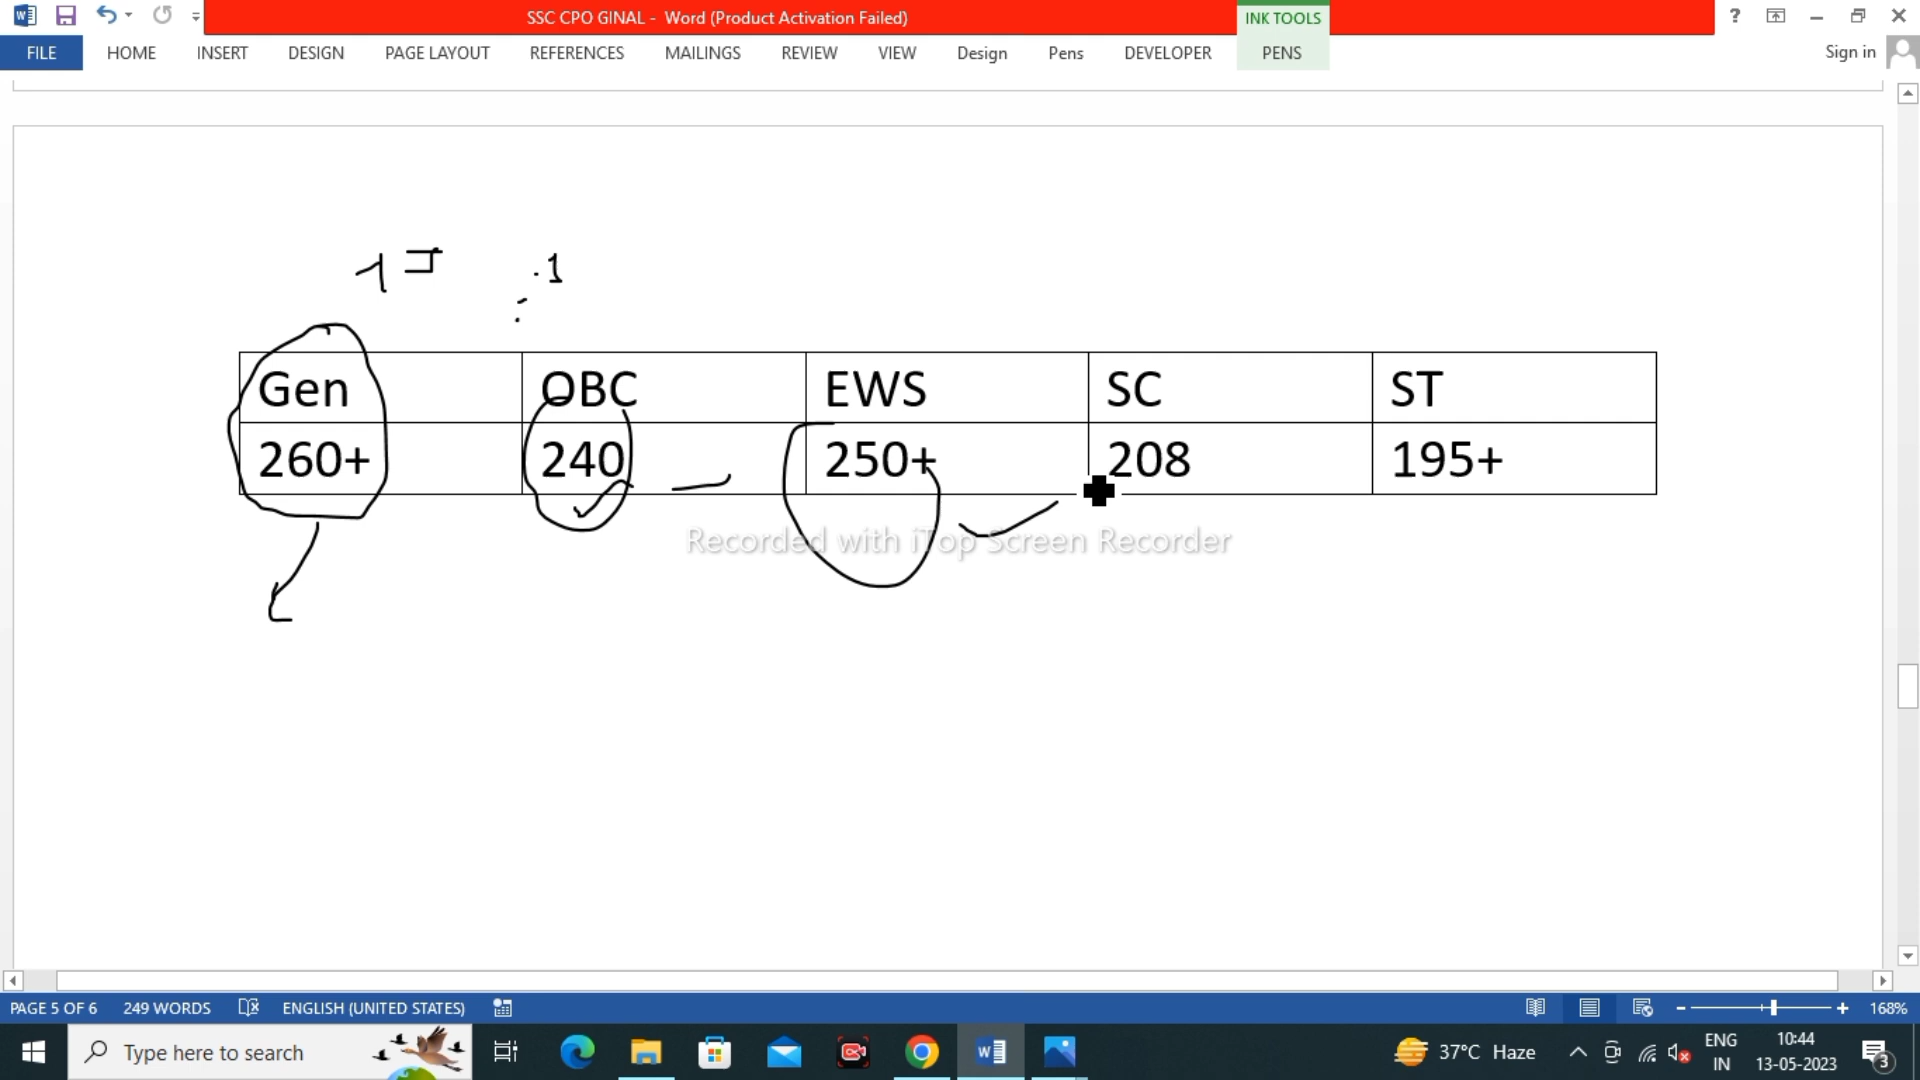 SSC CPO GINAL - Word (Product Activation Failed)
INK TOOLS
?
FILE HOME INSERT DESIGN PAGE LAYOUT REFERENCES MAILINGS REVIEW VIEW Design Pens DEVELOPER PENS
Sign in
1 =
.1
Gen OBC EWS SC ST
260+ 240 250+ 208 195+
Recorded with iTop Screen Recorder
PAGE 5 OF 6 249 WORDS ENGLISH (UNITED STATES) 168%
Type here to search
37°C Haze
ENG
IN
10:44
13-05-2023
3